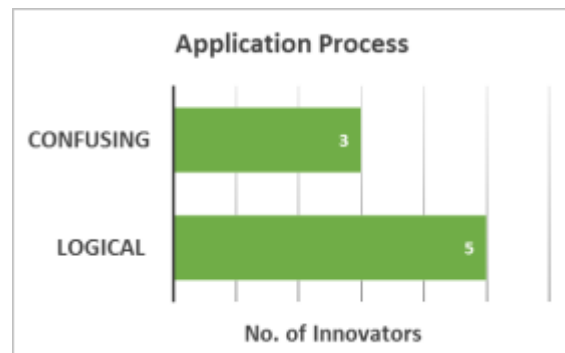 Application Process
CONFUSING
3
LOGICAL
5
No. of Innovators